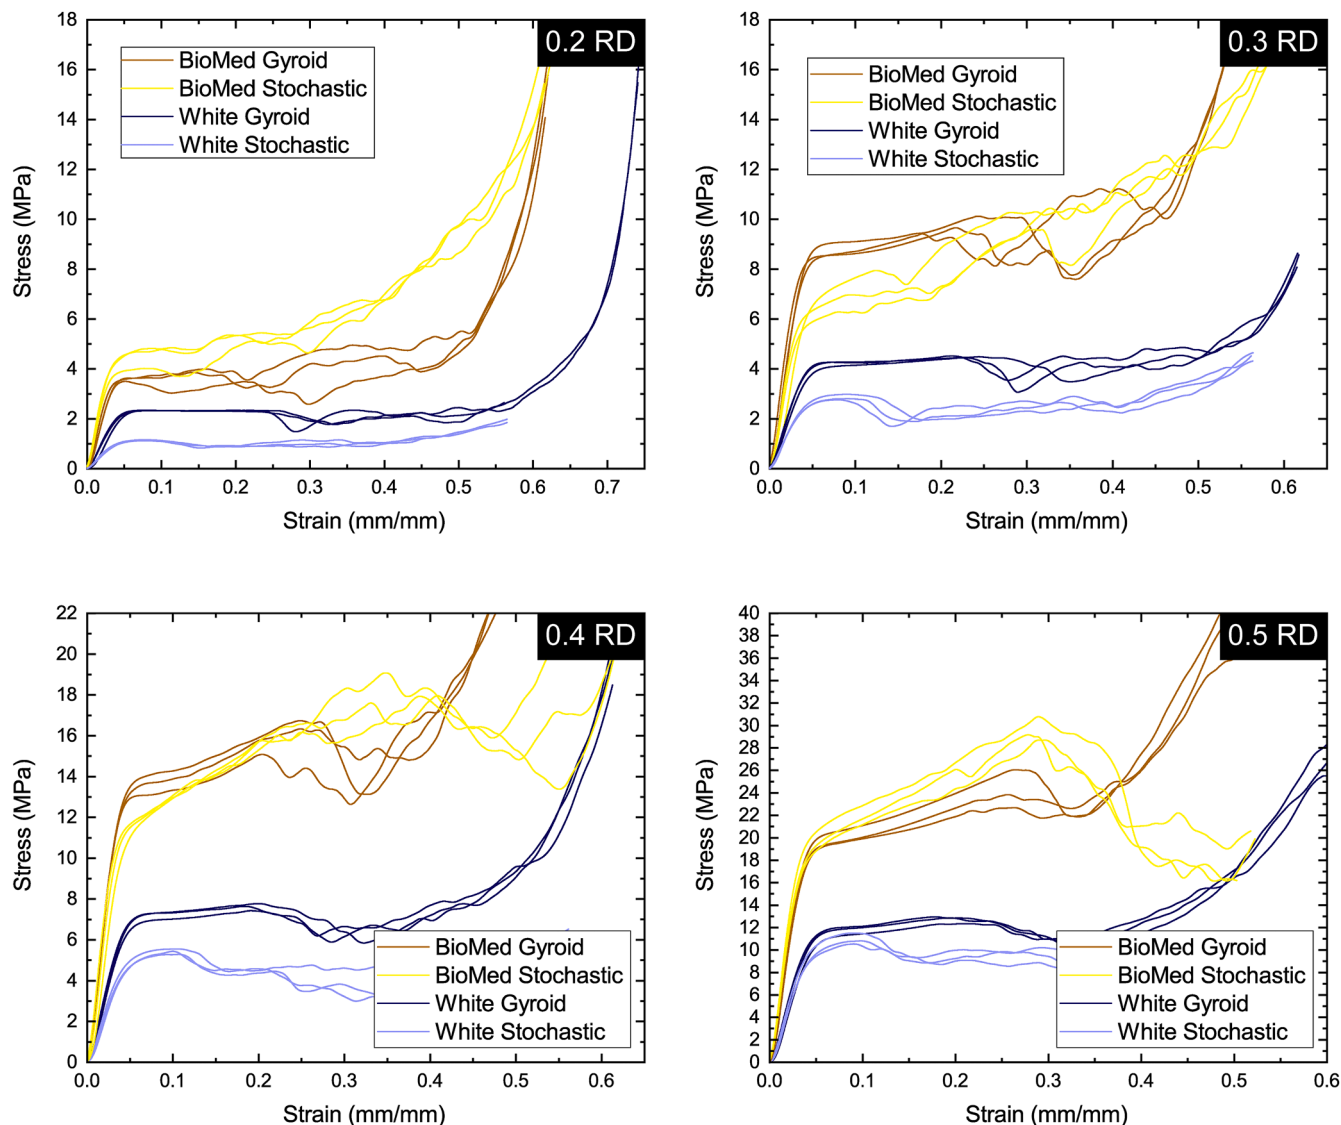 0.2 RD
BioMed Gyroid
BioMed Stochastic
White Gyroid
White Stochastic
18
16
14
12
10
8
6
4
2
0
Stress (MPa)
0.0 0.1 0.2 0.3 0.4 0.5 0.6 0.7
Strain (mm/mm)
0.3 RD
BioMed Gyroid
BioMed Stochastic
White Gyroid
White Stochastic
18
16
14
12
10
8
6
4
2
0
Stress (MPa)
0.0 0.1 0.2 0.3 0.4 0.5 0.6
Strain (mm/mm)
0.4 RD
22
20
18
16
14
12
10
8
6
4
2
0
Stress (MPa)
BioMed Gyroid
BioMed Stochastic
White Gyroid
White Stochastic
0.0 0.1 0.2 0.3 0.4 0.5 0.6
Strain (mm/mm)
0.5 RD
40
38
36
34
32
30
28
26
24
22
20
18
16
14
12
10
8
6
4
2
0
Stress (MPa)
BioMed Gyroid
BioMed Stochastic
White Gyroid
White Stochastic
0.0 0.1 0.2 0.3 0.4 0.5 0.6
Strain (mm/mm)